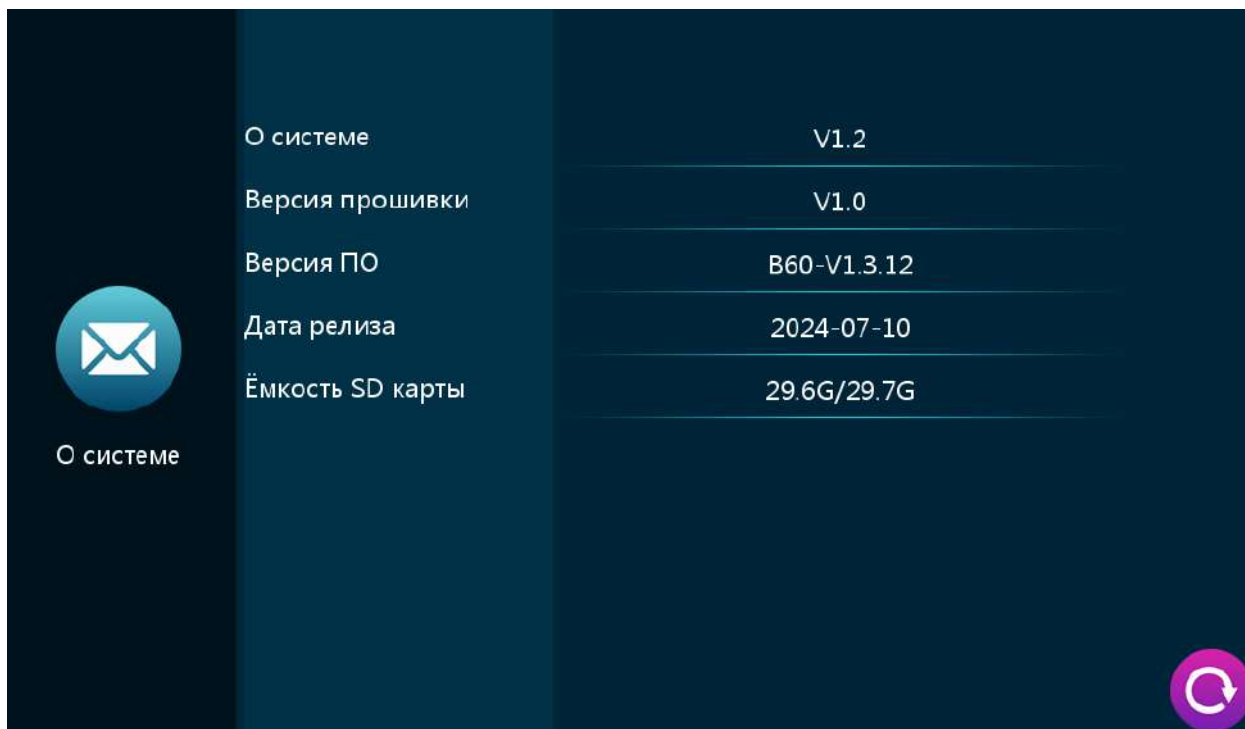 О системе V1.2
Версия прошивки V1.0
Версия ПО B60-V1.3.12
Дата релиза 2024-07-10
Ёмкость SD карты 29.6G/29.7G
О системе